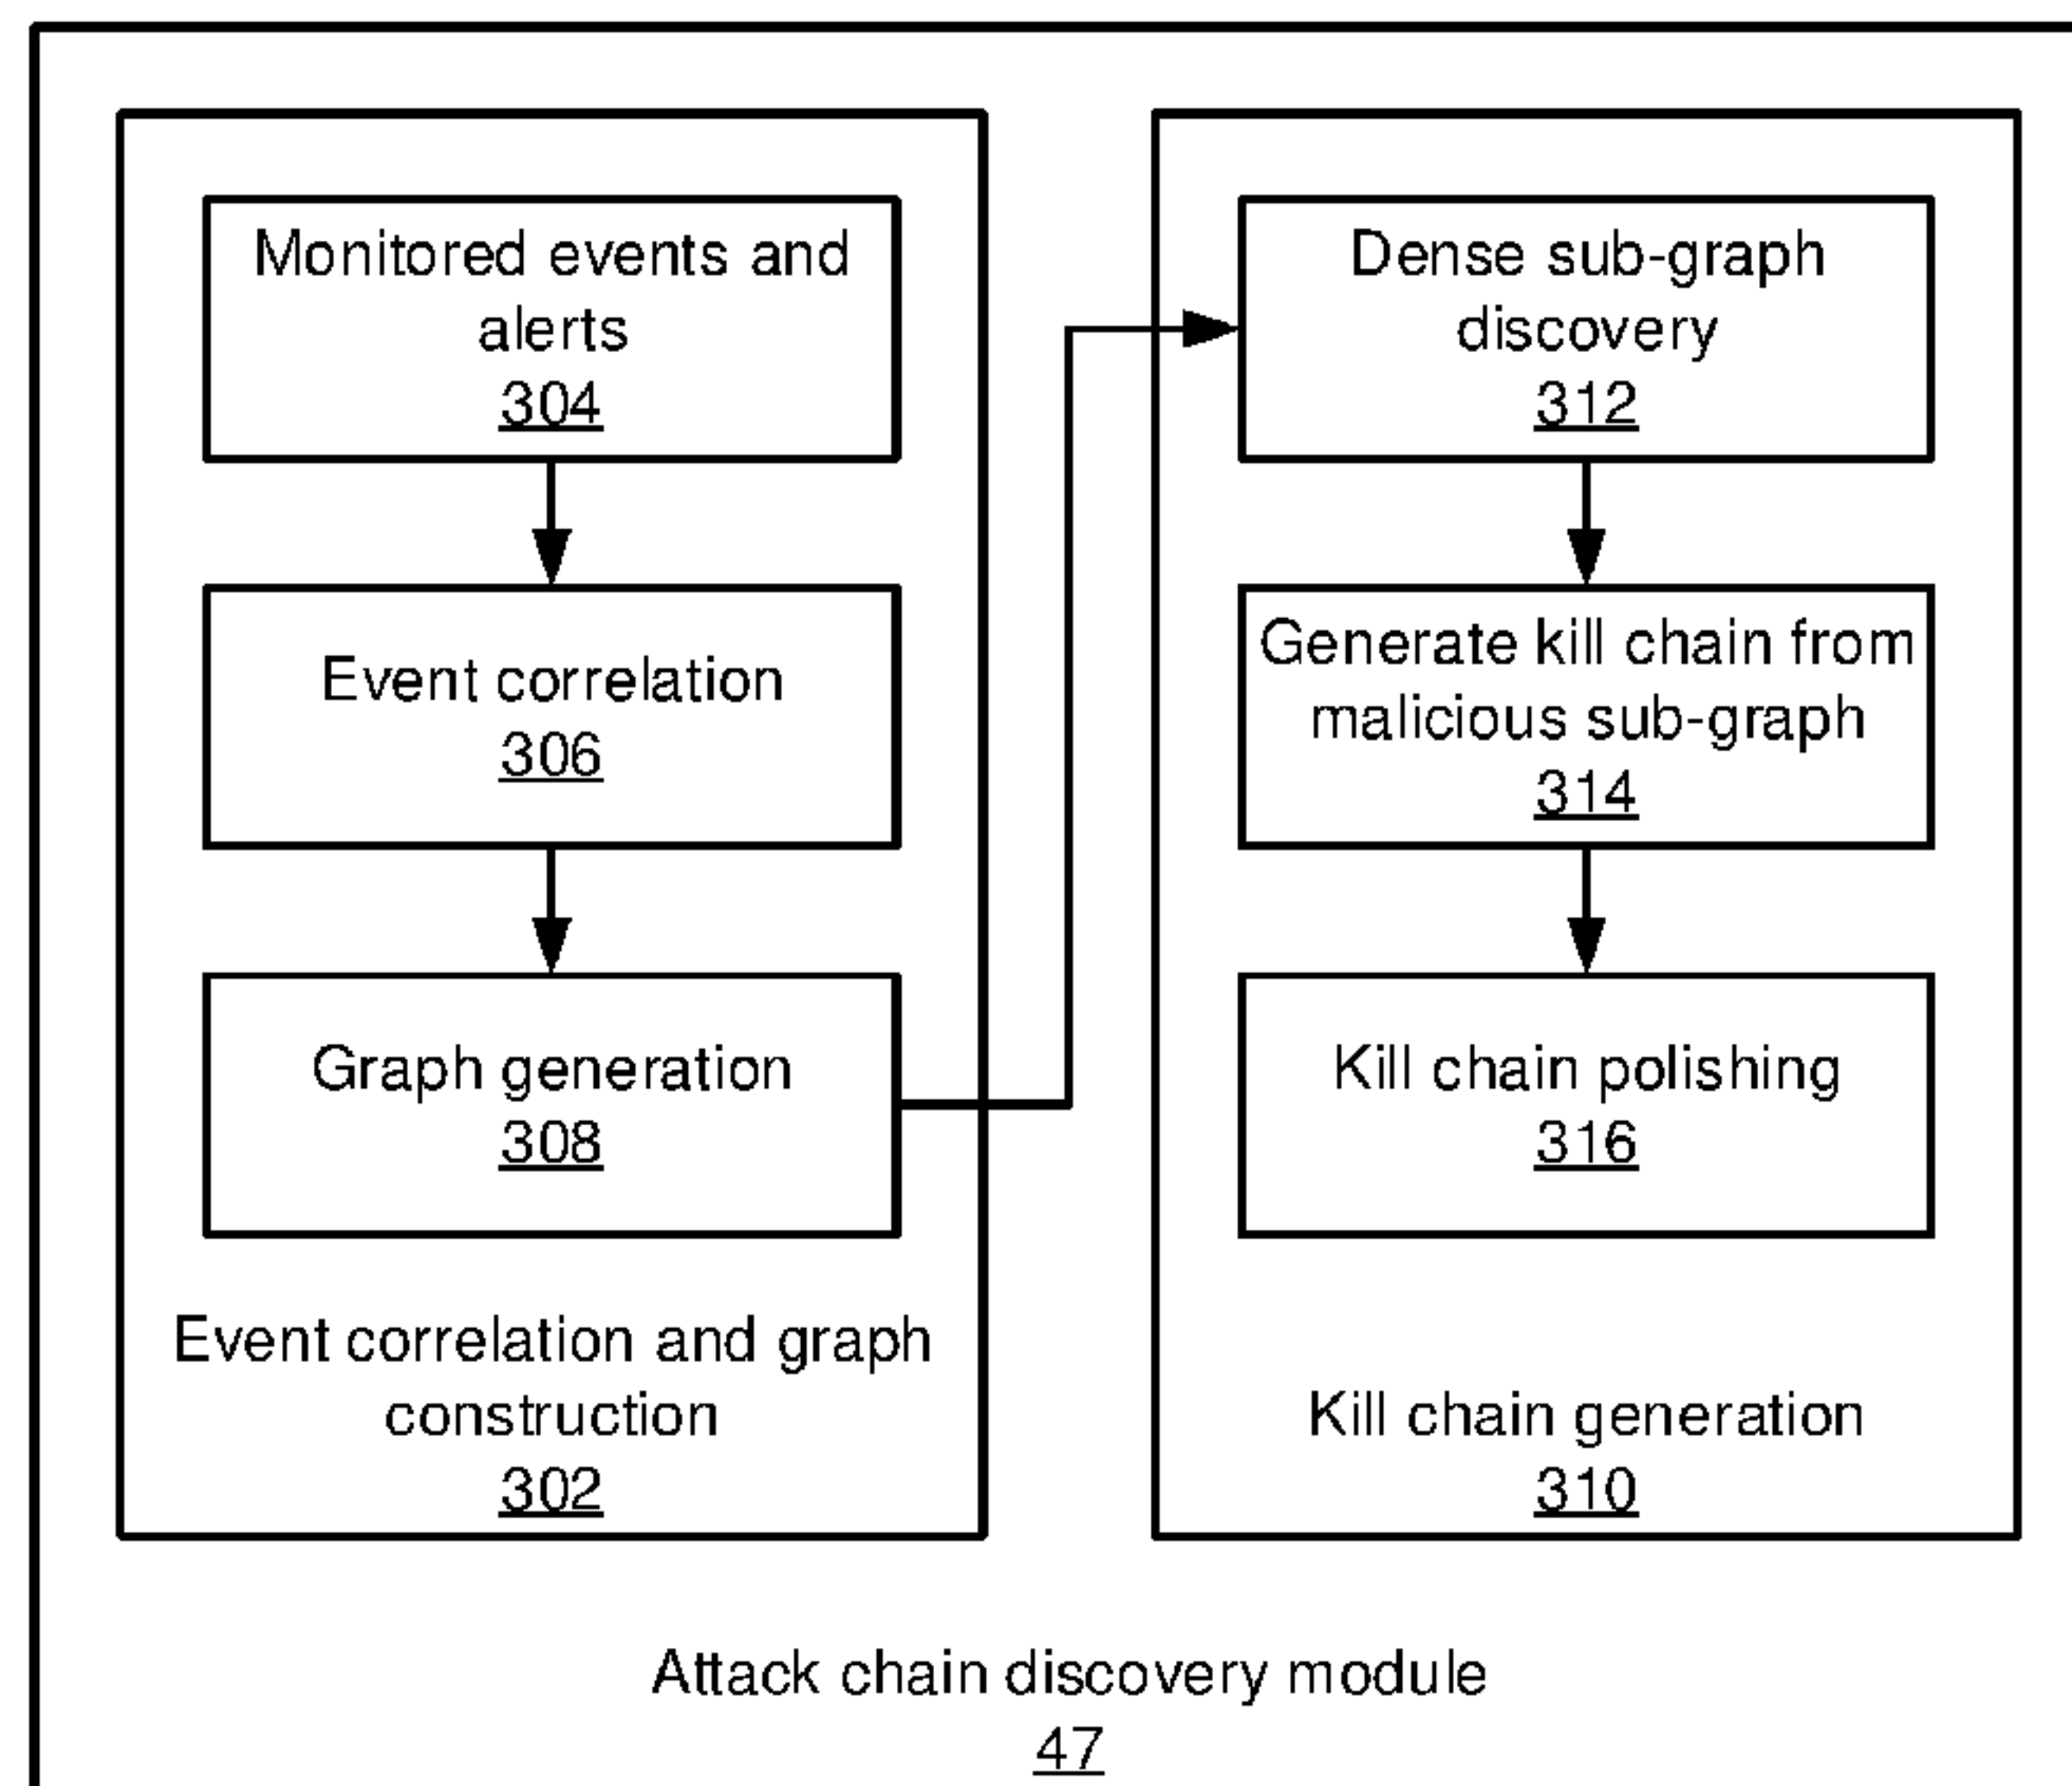 Monitored events and
alerts
304
Event correlation
306
Graph generation
308
Event correlation and graph
construction
302
Dense sub-graph
discovery
312
Generate kill chain from
malicious sub-graph
314
Kill chain polishing
316
Kill chain generation
310
Attack chain discovery module
47